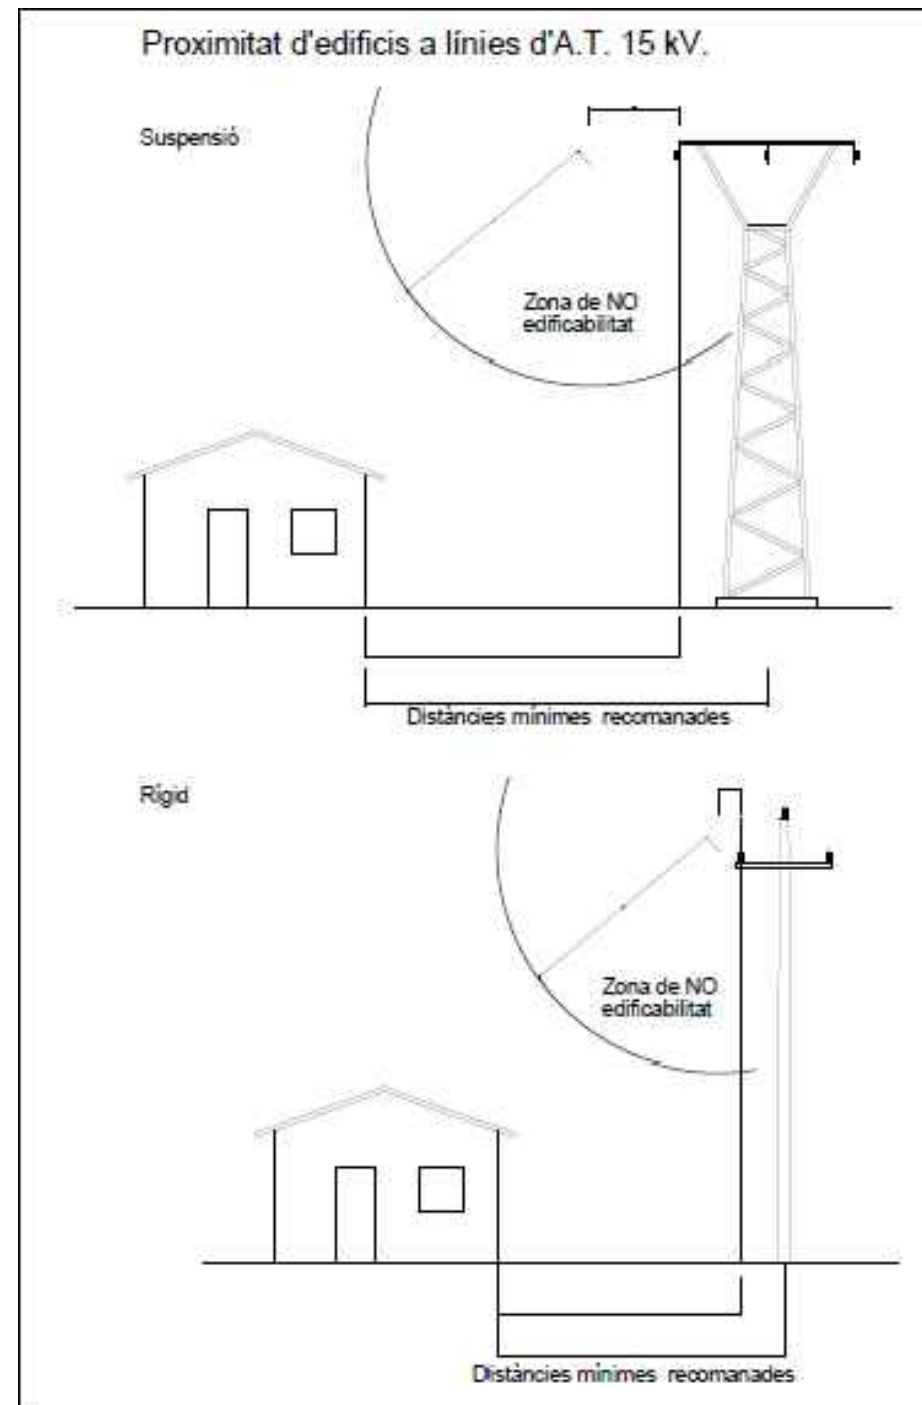 Proximitat d'edificis a línies d'A.T. 15 kV.
Suspensió
Zona de NO
edificabilitat
Distàncies mínimes recomanades
Rígid
Zona de NO
edificabilitat
Distàncies mínimes recomanades